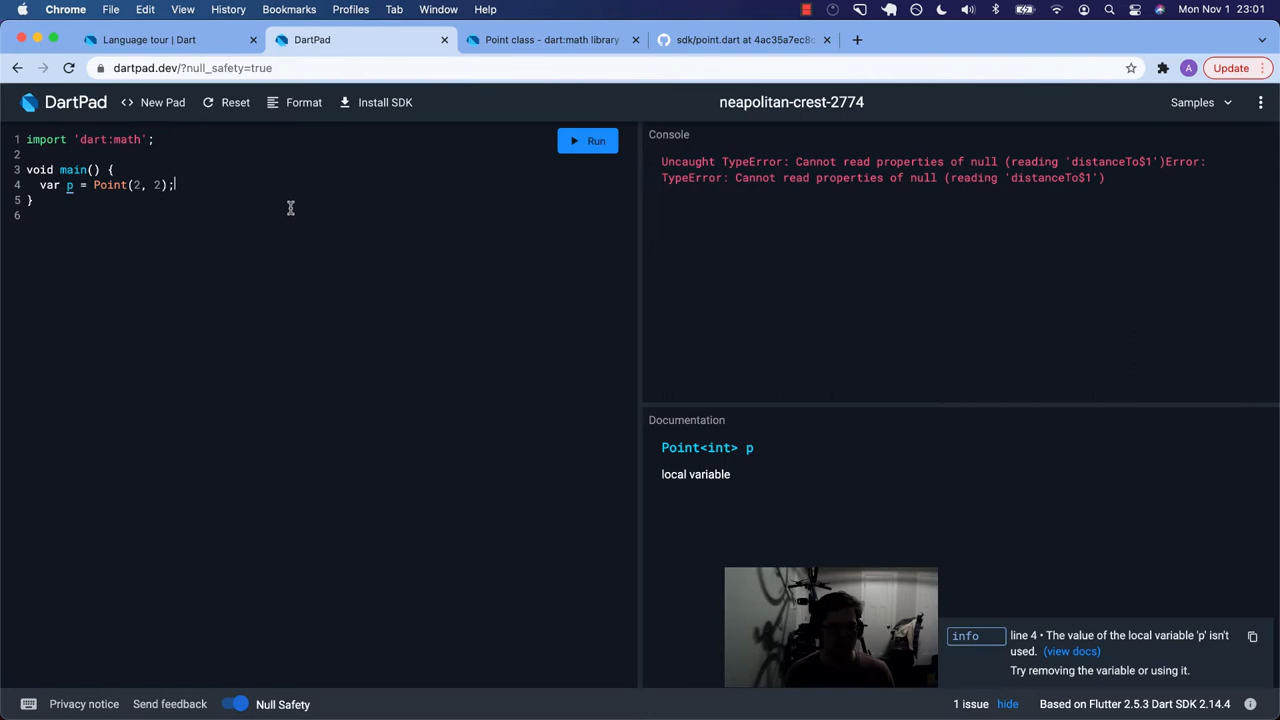 Chrome File Edit View History Bookmarks Profiles Tab Window Help Mon Nov 1 23:01
Language tour | Dart DartPad Point class - dart:math library sdk/point.dart at 4ac35a7ec8
dartpad.dev/?null_safety=true Update
DartPad <> New Pad Reset Format Install SDK neapolitan-crest-2774 Samples
Run
1 import 'dart:math';
2
3 void main() {
4 var p = Point(2, 2);
5 }
6
Console
Uncaught TypeError: Cannot read properties of null (reading 'distanceTo$1')Error:
TypeError: Cannot read properties of null (reading 'distanceTo$1')
Documentation
Point<int> p
local variable
info line 4 • The value of the local variable 'p' isn't
used. (view docs)
Try removing the variable or using it.
Privacy notice Send feedback Null Safety 1 issue hide Based on Flutter 2.5.3 Dart SDK 2.14.4